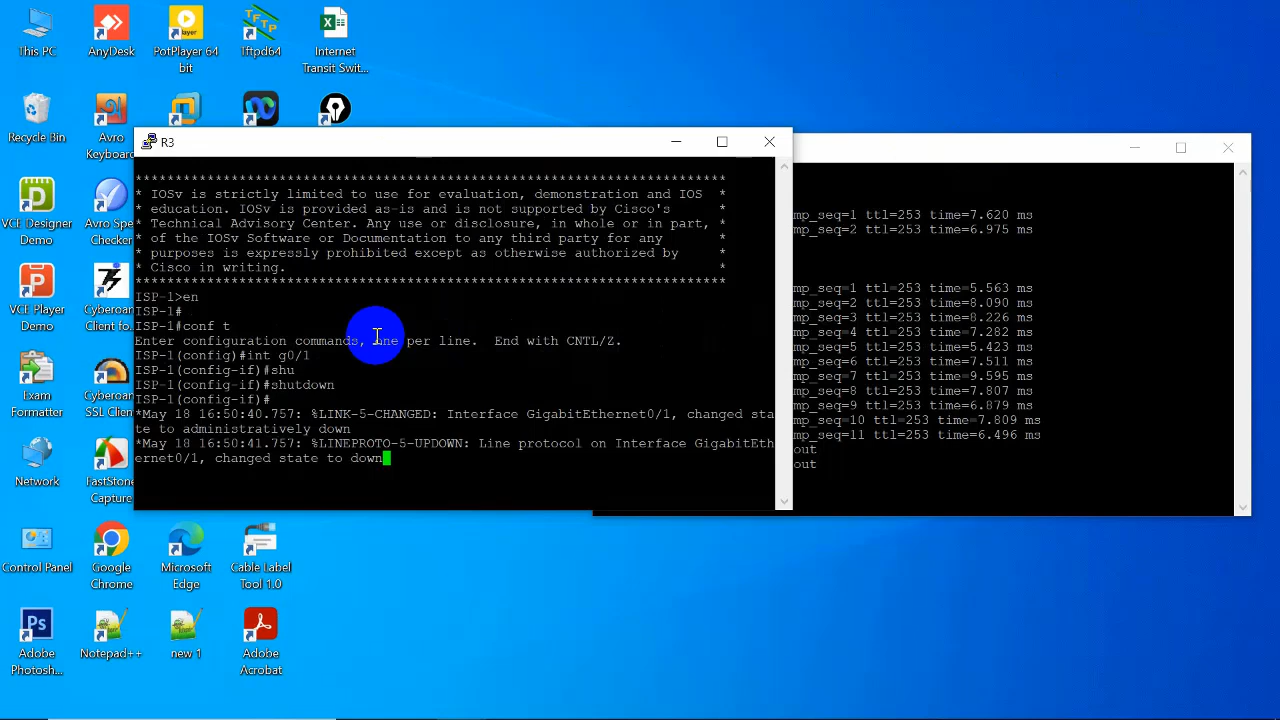 This PC
AnyDesk
PotPlayer 64
bit
Tftpd64
Internet
Transit Swit...
Recycle Bin
Avro
Keyboard
VCE Designer
Demo
Avro Spe
Checker
VCE Player
Demo
Cyberoam
Client fo
Exam
Formatter
Cyberoam
SSL Clien
Network
FastStone
Capture
Control Panel
Google
Chrome
Microsoft
Edge
Cable Label
Tool 1.0
Adobe
Photosh...
Notepad++
new 1
Adobe
Acrobat
R3
*******************************************************************************
* IOSv is strictly limited to use for evaluation, demonstration and IOS  *
* education. IOSv is provided as-is and is not supported by Cisco's      *
* Technical Advisory Center. Any use or disclosure, in whole or in part, *
* of the IOSv Software or Documentation to any third party for any       *
* purposes is expressly prohibited except as otherwise authorized by     *
* Cisco in writing.                                                      *
*******************************************************************************
ISP-1>en
ISP-1#
ISP-1#conf t
Enter configuration commands, one per line.  End with CNTL/Z.
ISP-1(config)#int g0/1
ISP-1(config-if)#shu
ISP-1(config-if)#shutdown
ISP-1(config-if)#
*May 18 16:50:40.757: %LINK-5-CHANGED: Interface GigabitEthernet0/1, changed sta
te to administratively down
*May 18 16:50:41.757: %LINEPROTO-5-UPDOWN: Line protocol on Interface GigabitEth
ernet0/1, changed state to down
mp_seq=1 ttl=253 time=7.620 ms
mp_seq=2 ttl=253 time=6.975 ms
mp_seq=1 ttl=253 time=5.563 ms
mp_seq=2 ttl=253 time=8.090 ms
mp_seq=3 ttl=253 time=8.226 ms
mp_seq=4 ttl=253 time=7.282 ms
mp_seq=5 ttl=253 time=5.423 ms
mp_seq=6 ttl=253 time=7.511 ms
mp_seq=7 ttl=253 time=9.595 ms
mp_seq=8 ttl=253 time=7.807 ms
mp_seq=9 ttl=253 time=6.879 ms
mp_seq=10 ttl=253 time=7.809 ms
mp_seq=11 ttl=253 time=6.496 ms
out
out